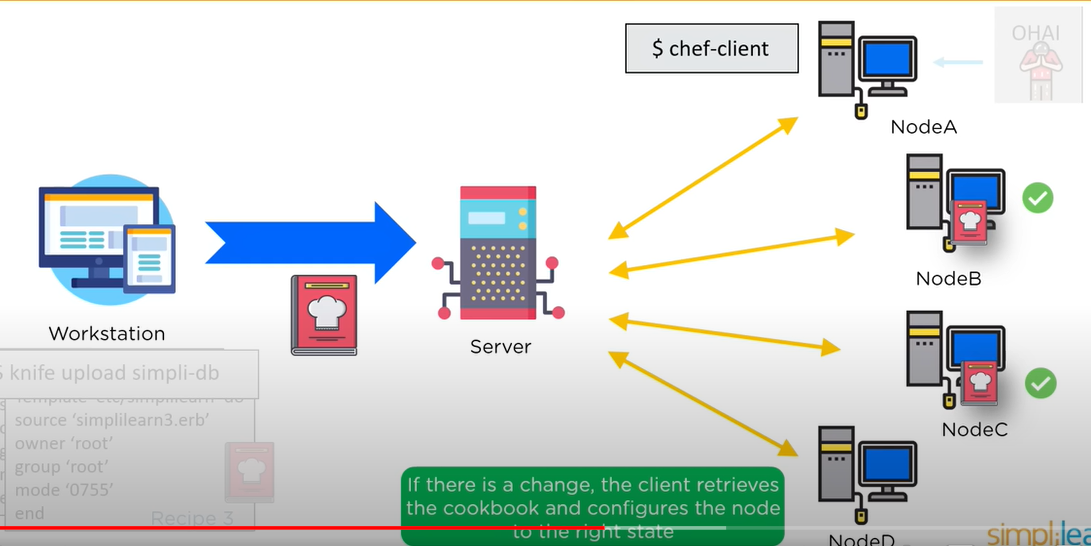 $ chef-client
OHAI
NodeA
NodeB
Workstation
Server
$ knife upload simpli-db
source ‘simplilearn3.erb’
owner ‘root’
group ‘root’
mode ‘0755’
end
Recipe 3
NodeC
If there is a change, the client retrieves
the cookbook and configures the node
to the right state
NodeD
simplilea